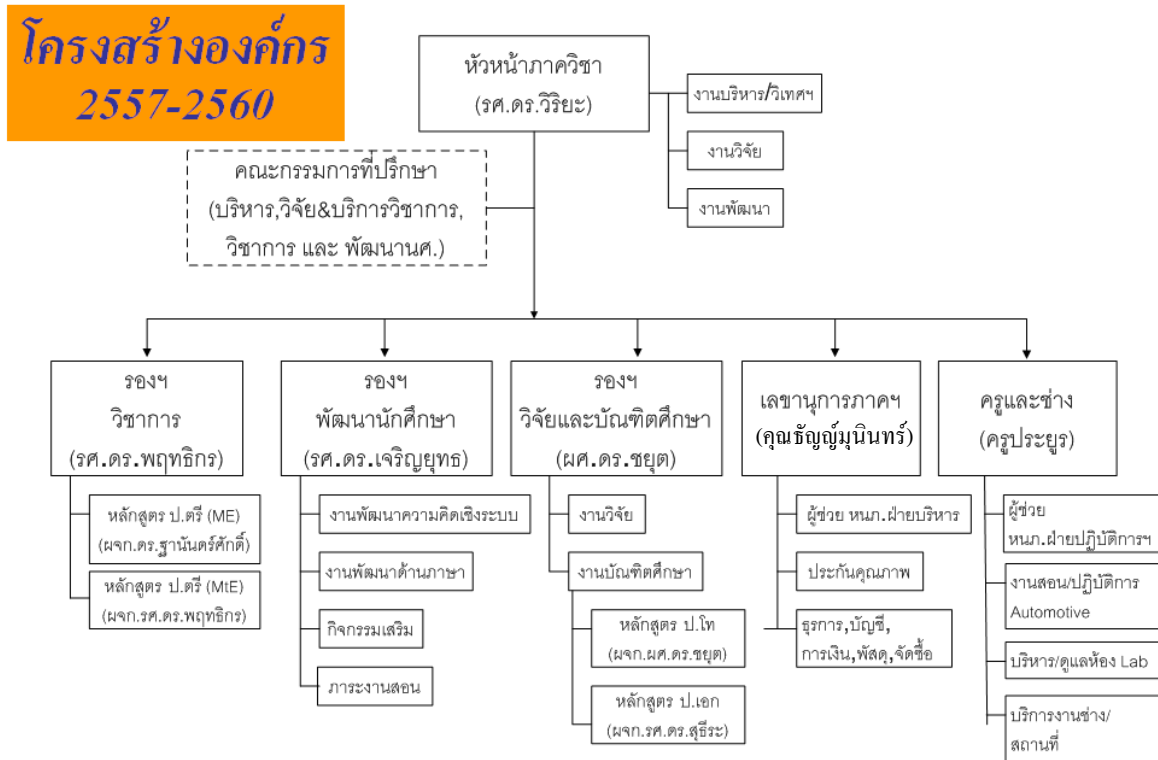 โครงสร้างองค์กร
2557-2560
หัวหน้าภาควิชา
(รศ.ดร.วิริยะ)
งานบริหาร/วิเทศฯ
งานวิจัย
งานพัฒนา
คณะกรรมการที่ปรึกษา
(บริหาร,วิจัย&บริการวิชาการ,
วิชาการ และ พัฒนานศ.)
รองฯ
วิชาการ
(รศ.ดร.พฤทธิกร)
หลักสูตร ป.ตรี (ME)
(ผจก.ดร.ฐานันดร์ศักดิ์)
หลักสูตร ป.ตรี (MtE)
(ผจก.รศ.ดร.พฤทธิกร)
รองฯ
พัฒนานักศึกษา
(รศ.ดร.เจริญยุทธ)
งานพัฒนาความคิดเชิงระบบ
งานพัฒนาด้านภาษา
กิจกรรมเสริม
ภาระงานสอน
รองฯ
วิจัยและบัณฑิตศึกษา
(ผศ.ดร.ชยุต)
งานวิจัย
งานบัณฑิตศึกษา
หลักสูตร ป.โท
(ผจก.ผศ.ดร.ชยุต)
หลักสูตร ป.เอก
(ผจก.รศ.ดร.สุธีระ)
เลขานุการภาคฯ
(คุณธัญญ์มุนินทร์)
ผู้ช่วย หนภ.ฝ่ายบริหาร
ประกันคุณภาพ
ธุรการ,บัญชี,
การเงิน,พัสดุ,จัดซื้อ
ครูและช่าง
(ครูประยูร)
ผู้ช่วย
หนภ.ฝ่ายปฏิบัติการฯ
งานสอน/ปฏิบัติการ
Automotive
บริหาร/ดูแลห้อง Lab
บริการงานช่าง/
สถานที่